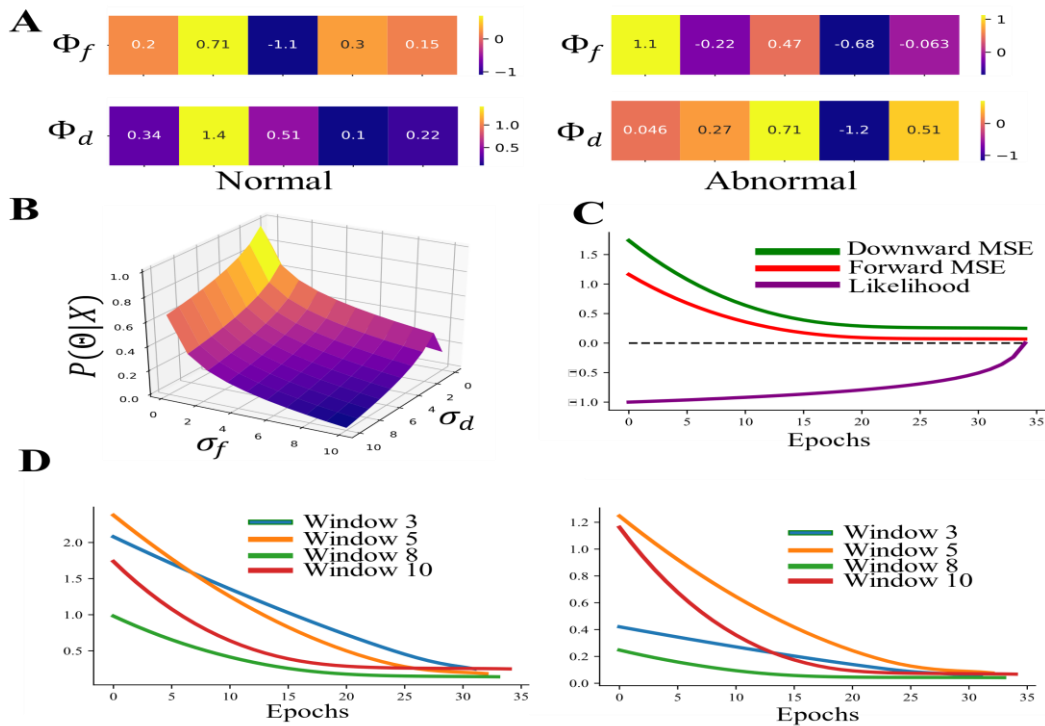 A
Φf 0.2 0.71 -1.1 0.3 0.15 0 −1
Φf 1.1 -0.22 0.47 -0.68 -0.063 1 0
Φd 0.34 1.4 0.51 0.1 0.22 1.0 0.5
Φd 0.046 0.27 0.71 -1.2 0.51 0 −1
Normal
Abnormal
B
P(Θ|X)
1.0
0.8
0.6
0.4
0.2
0.0
0 2 4 6 8 10
σf
0 2 4 6 8 10
σd
C
Downward MSE
Forward MSE
Likelihood
1.5
1.0
0.5
0.0
−0.5
−1.0
0 5 10 15 20 25 30 35
Epochs
D
Window 3
Window 5
Window 8
Window 10
2.0
1.5
1.0
0.5
0 5 10 15 20 25 30 35
Epochs
Window 3
Window 5
Window 8
Window 10
1.2
1.0
0.8
0.6
0.4
0.2
0.0
0 5 10 15 20 25 30 35
Epochs